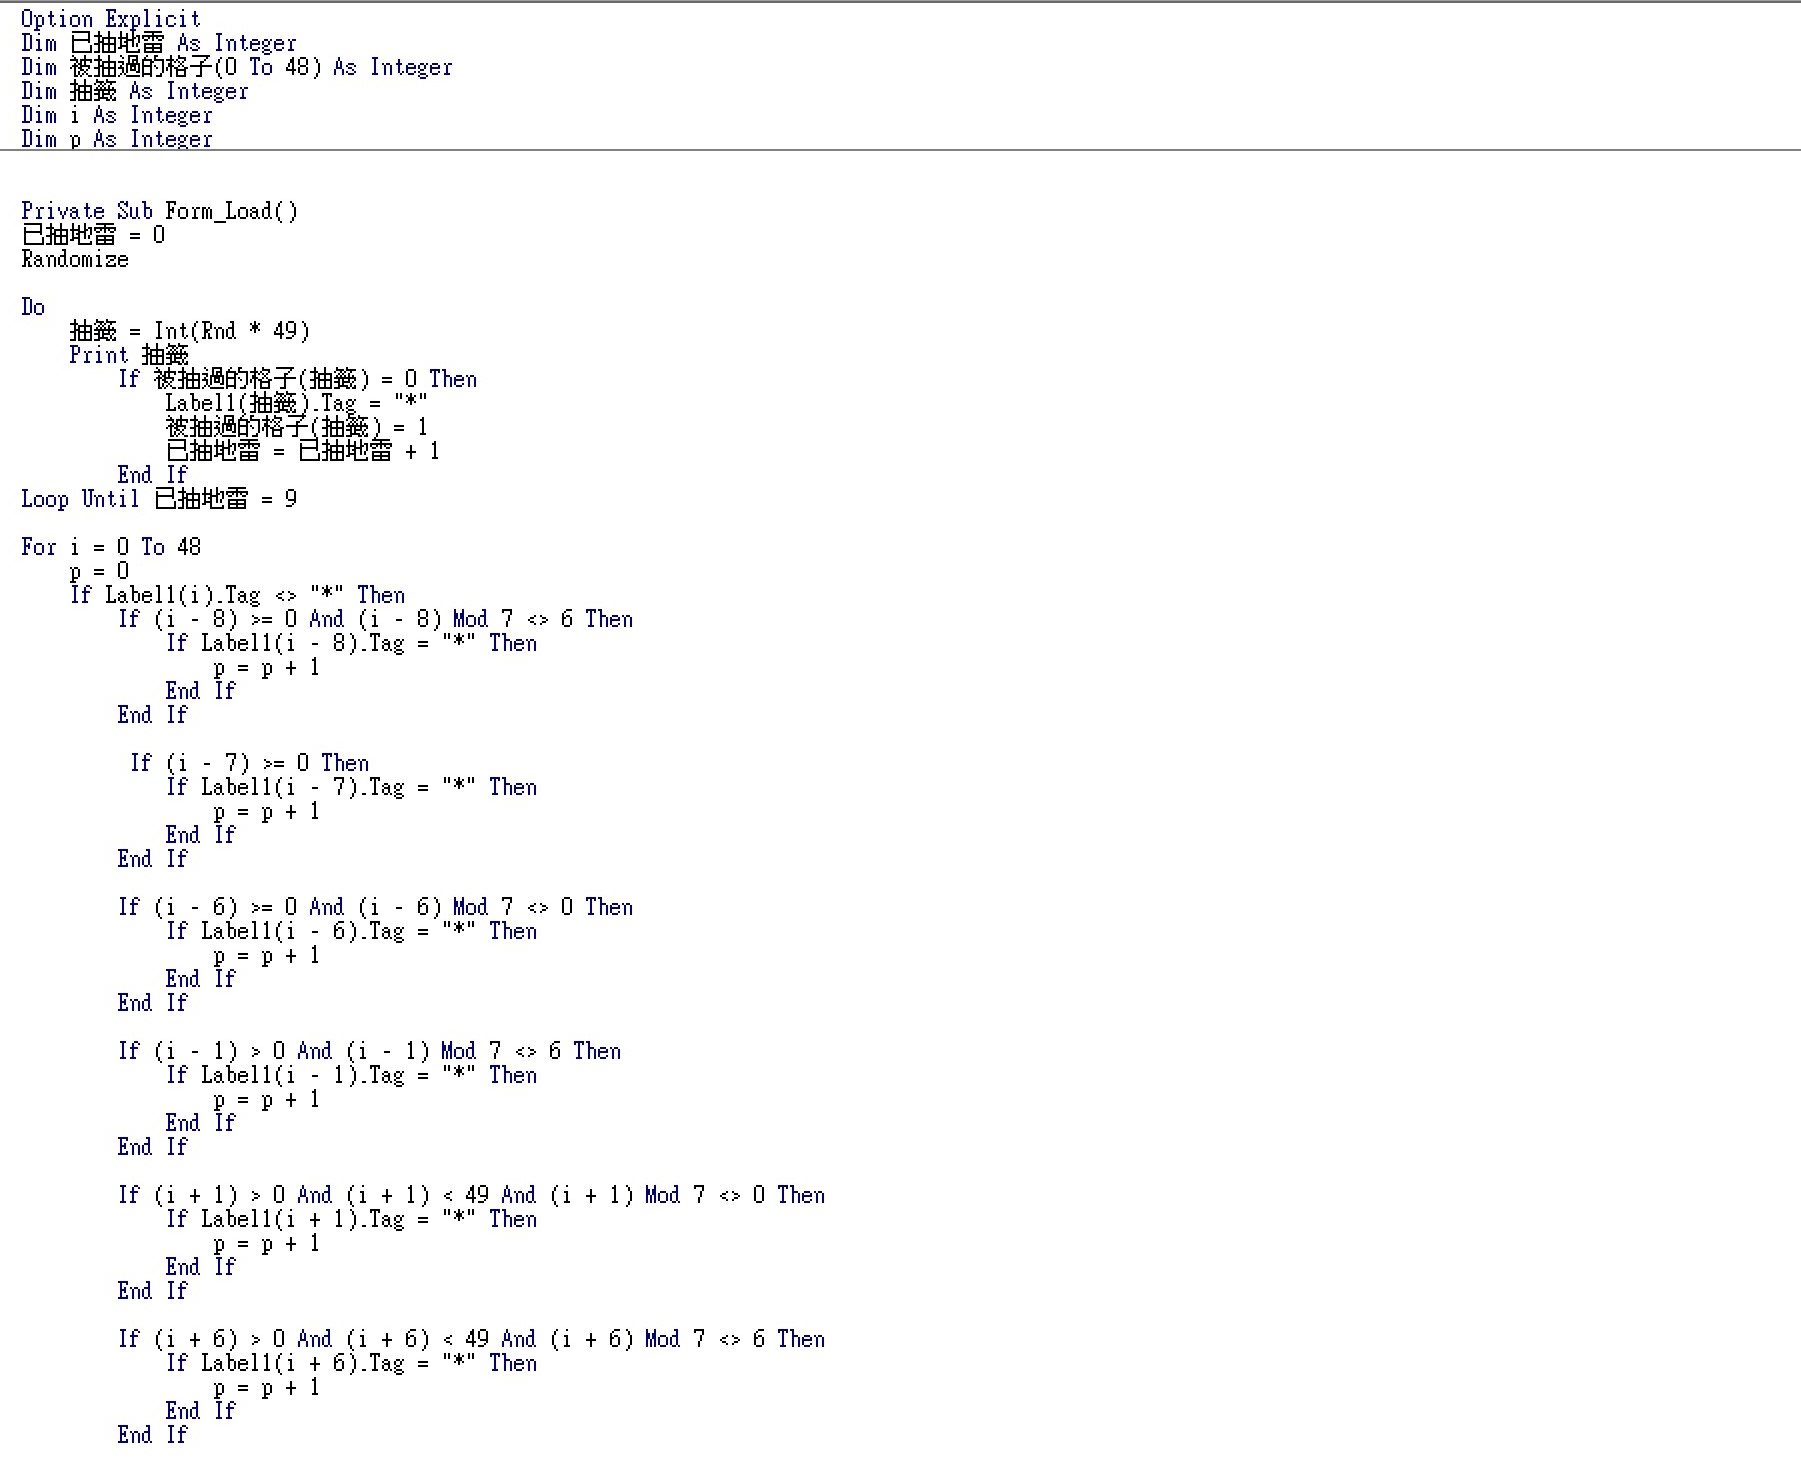 Option Explicit
Dim 已抽地雷 As Integer
Dim 被抽過的格子(0 To 48) As Integer
Dim 抽籤 As Integer
Dim i As Integer
Dim p As Integer
Private Sub Form_Load()
已抽地雷 = 0
Randomize
Do
抽籤 = Int(Rnd * 49)
Print 抽籤
If 被抽過的格子(抽籤) = 0 Then
Label1(抽籤).Tag = "*"
被抽過的格子(抽籤) = 1
已抽地雷 = 已抽地雷 + 1
End If
Loop Until 已抽地雷 = 9
For i = 0 To 48
p = 0
If Label1(i).Tag <> "*" Then
If (i - 8) >= 0 And (i - 8) Mod 7 <> 6 Then
If Label1(i - 8).Tag = "*" Then
p = p + 1
End If
End If
If (i - 7) >= 0 Then
If Label1(i - 7).Tag = "*" Then
p = p + 1
End If
End If
If (i - 6) >= 0 And (i - 6) Mod 7 <> 0 Then
If Label1(i - 6).Tag = "*" Then
p = p + 1
End If
End If
If (i - 1) > 0 And (i - 1) Mod 7 <> 6 Then
If Label1(i - 1).Tag = "*" Then
p = p + 1
End If
End If
If (i + 1) > 0 And (i + 1) < 49 And (i + 1) Mod 7 <> 0 Then
If Label1(i + 1).Tag = "*" Then
p = p + 1
End If
End If
If (i + 6) > 0 And (i + 6) < 49 And (i + 6) Mod 7 <> 6 Then
If Label1(i + 6).Tag = "*" Then
p = p + 1
End If
End If